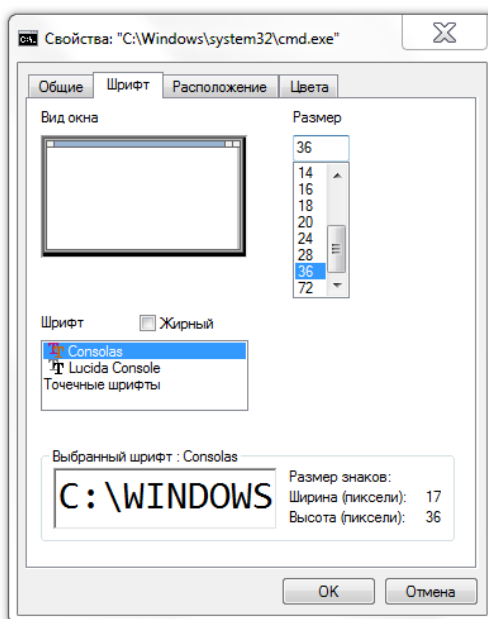 Свойства: "C:\Windows\system32\cmd.exe"
Общие Шрифт Расположение Цвета
Вид окна
Размер
36
14
16
18
20
24
28
36
72
Шрифт Жирный
Consolas
Lucida Console
Точечные шрифты
Выбранный шрифт : Consolas
C:\WINDOWS
Размер знаков:
Ширина (пиксели): 17
Высота (пиксели): 36
OK Отмена